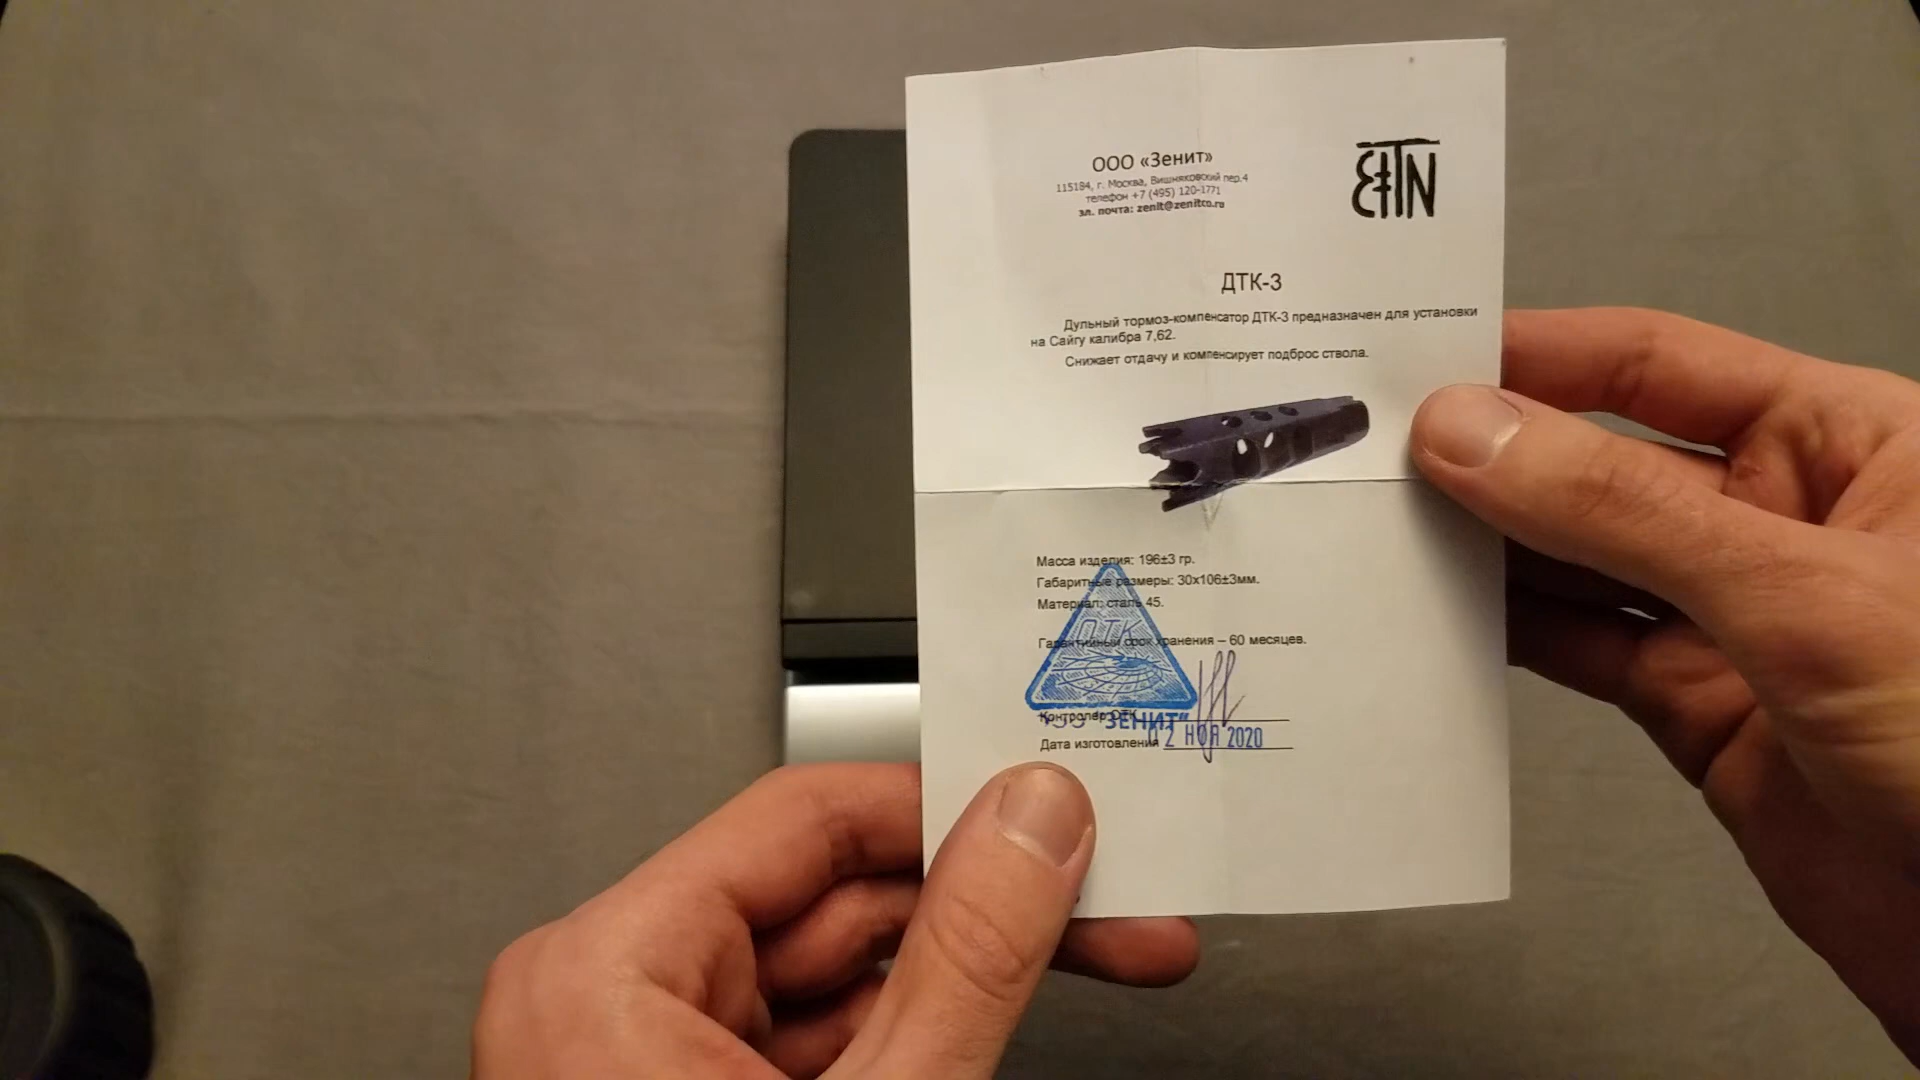 ООО «Зенит»
115184, г. Москва, Вишняковский пер.4
телефон +7 (495) 120-1771
эл. почта: zenit@zenitco.ru
ДТК-3
Дульный тормоз-компенсатор ДТК-3 предназначен для установки
на Сайгу калибра 7,62.
Снижает отдачу и компенсирует подброс ствола.
Масса изделия: 196±3 гр.
Габаритные размеры: 30х106±3мм.
Материал: сталь 45.
ОТК
Гарантийный срок хранения – 60 месяцев.
Контролер ОТК
ООО "ЗЕНИТ"
Дата изготовления 2 НОЯ 2020